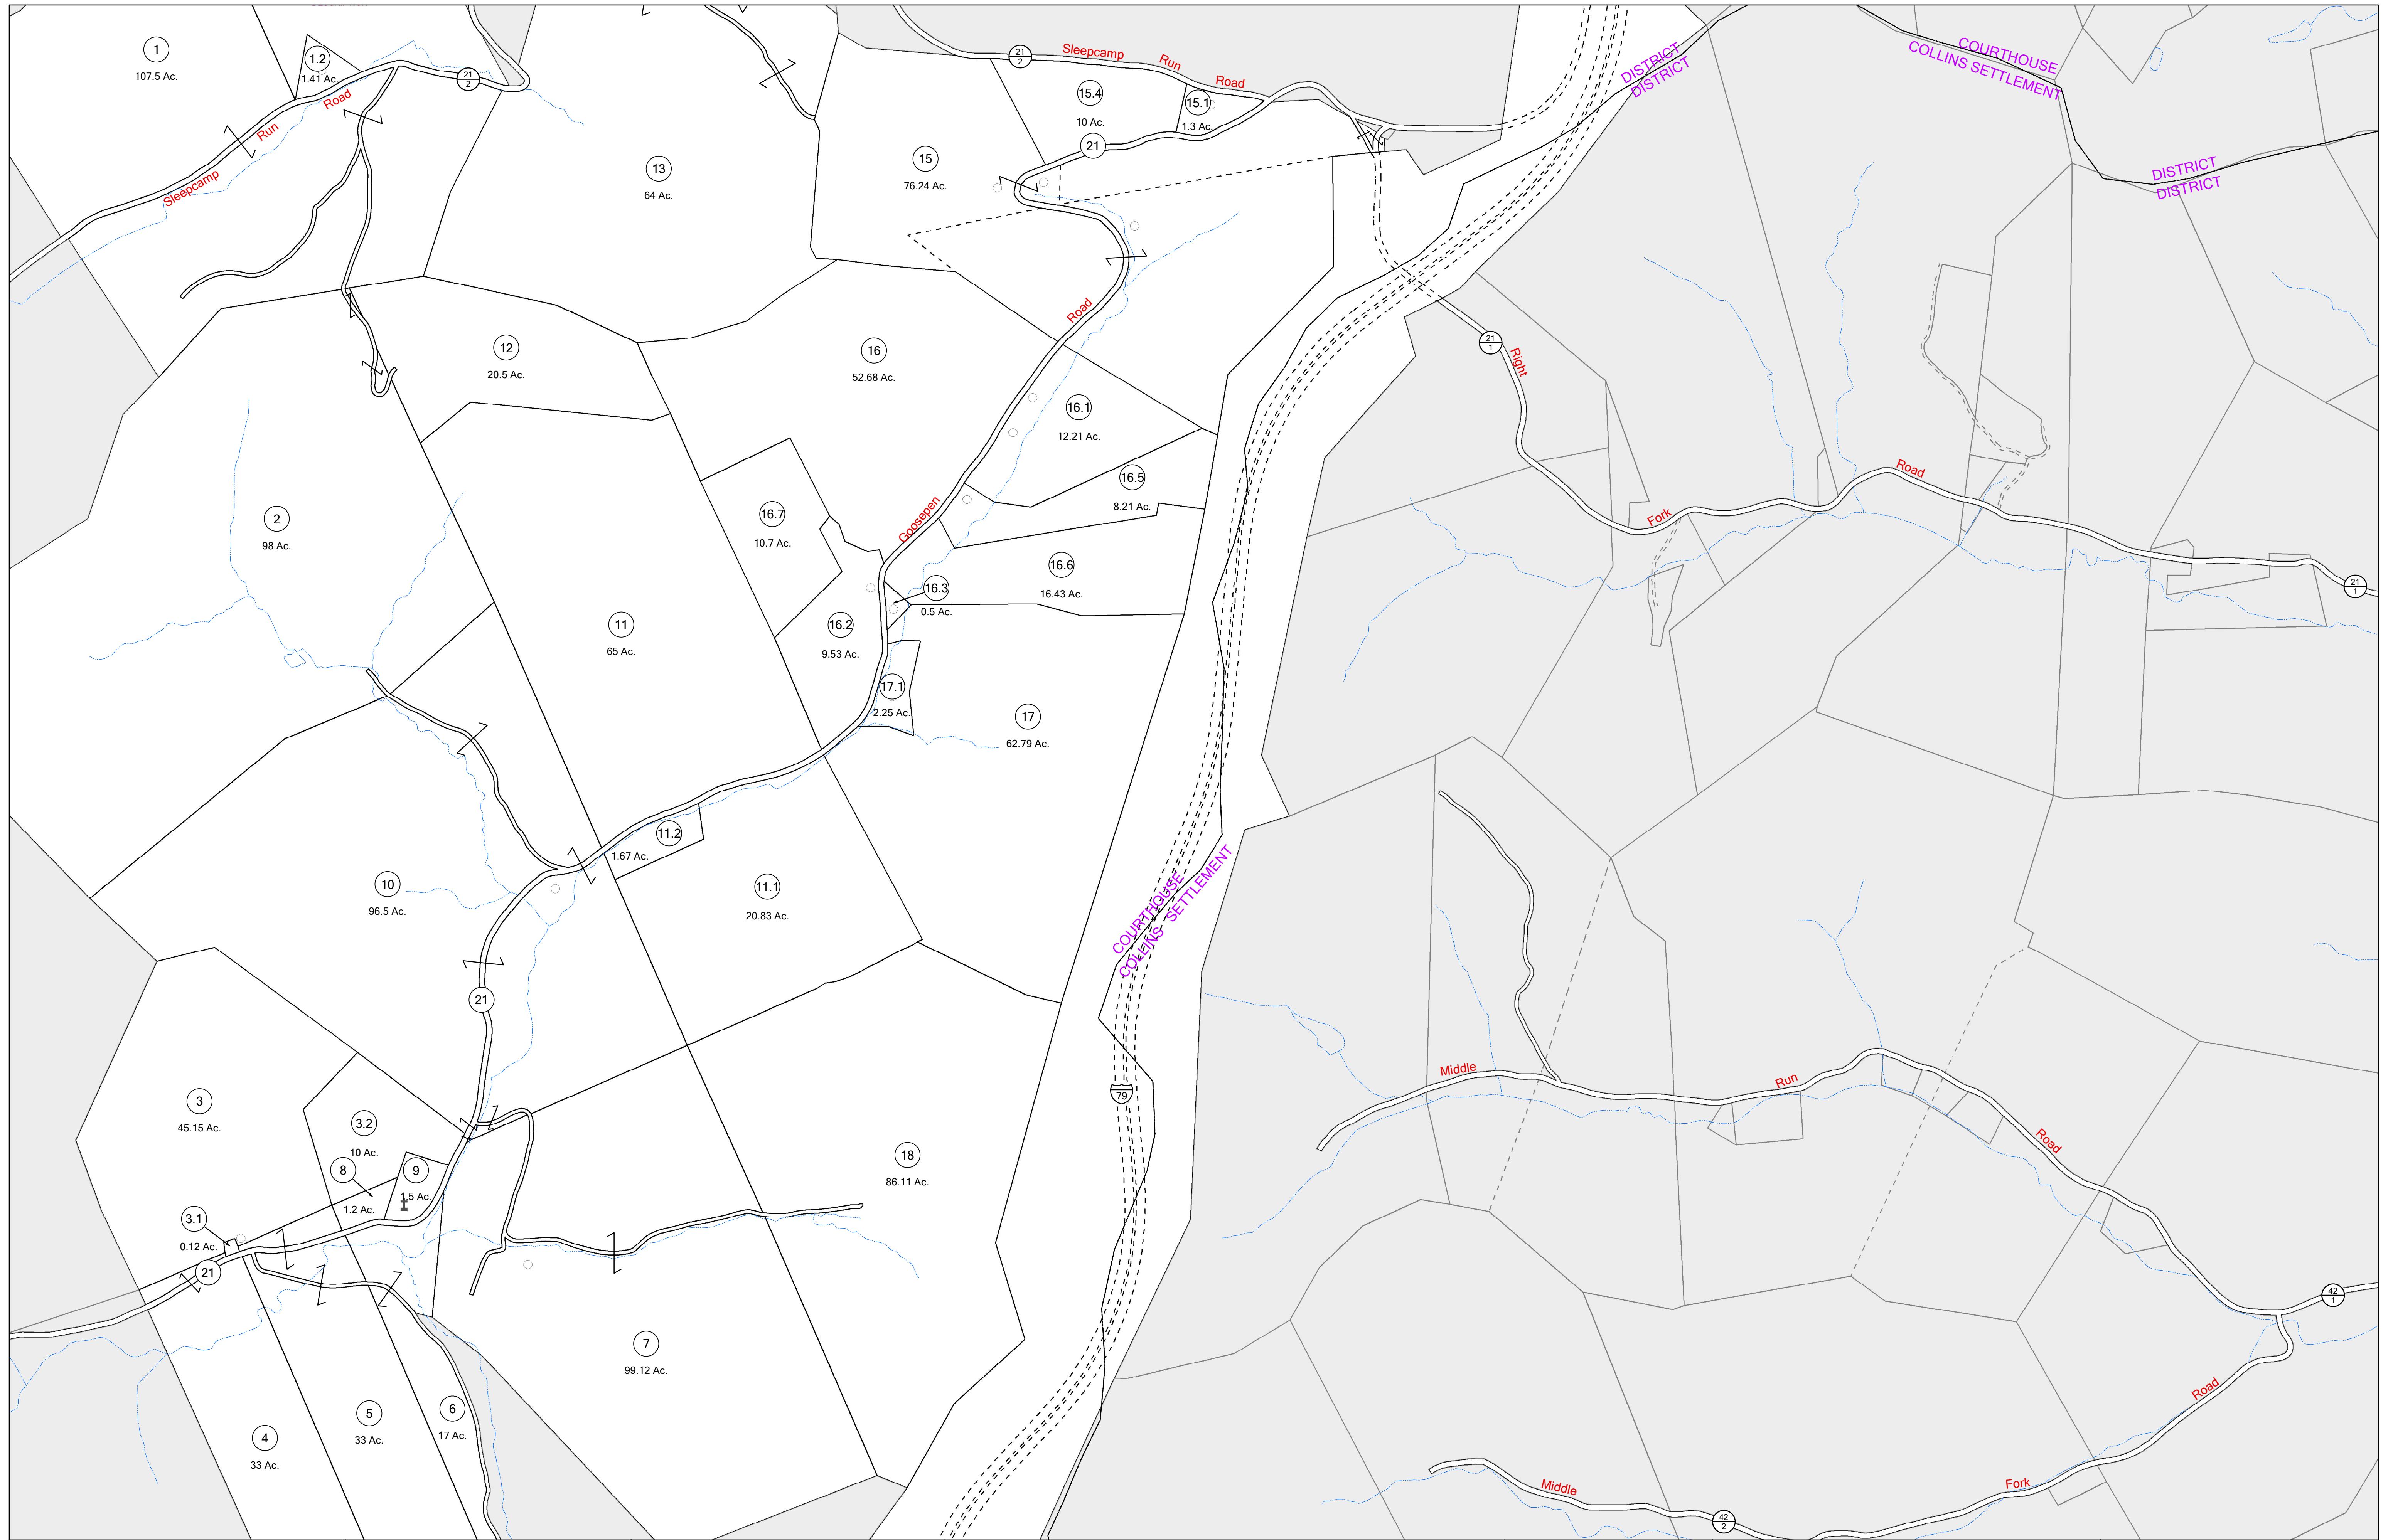 1
107.5 Ac.
1.2
1.41 Ac.
21
2
Sleepcamp
Run
Road
21
2
Sleepcamp
Run
Road
15.4
10 Ac.
15.1
1.3 Ac.
21
DISTRICT
DISTRICT
COURTHOUSE
COLLINS SETTLEMENT
DISTRICT
DISTRICT
13
64 Ac.
15
76.24 Ac.
12
20.5 Ac.
16
52.68 Ac.
Road
21
1
Right
16.1
12.21 Ac.
16.5
8.21 Ac.
Road
2
98 Ac.
16.7
10.7 Ac.
Goosepen
Fork
16.6
16.43 Ac.
16.3
0.5 Ac.
21
1
11
65 Ac.
16.2
9.53 Ac.
17.1
2.25 Ac.
17
62.79 Ac.
11.2
1.67 Ac.
10
96.5 Ac.
11.1
20.83 Ac.
COURTHOUSE
COLLINS SETTLEMENT
21
79
Middle
Run
Road
3
45.15 Ac.
3.2
10 Ac.
8
1.2 Ac.
9
1.5 Ac.
18
86.11 Ac.
3.1
0.12 Ac.
21
42
1
7
99.12 Ac.
4
33 Ac.
5
33 Ac.
6
17 Ac.
Road
Middle
Fork
42
2